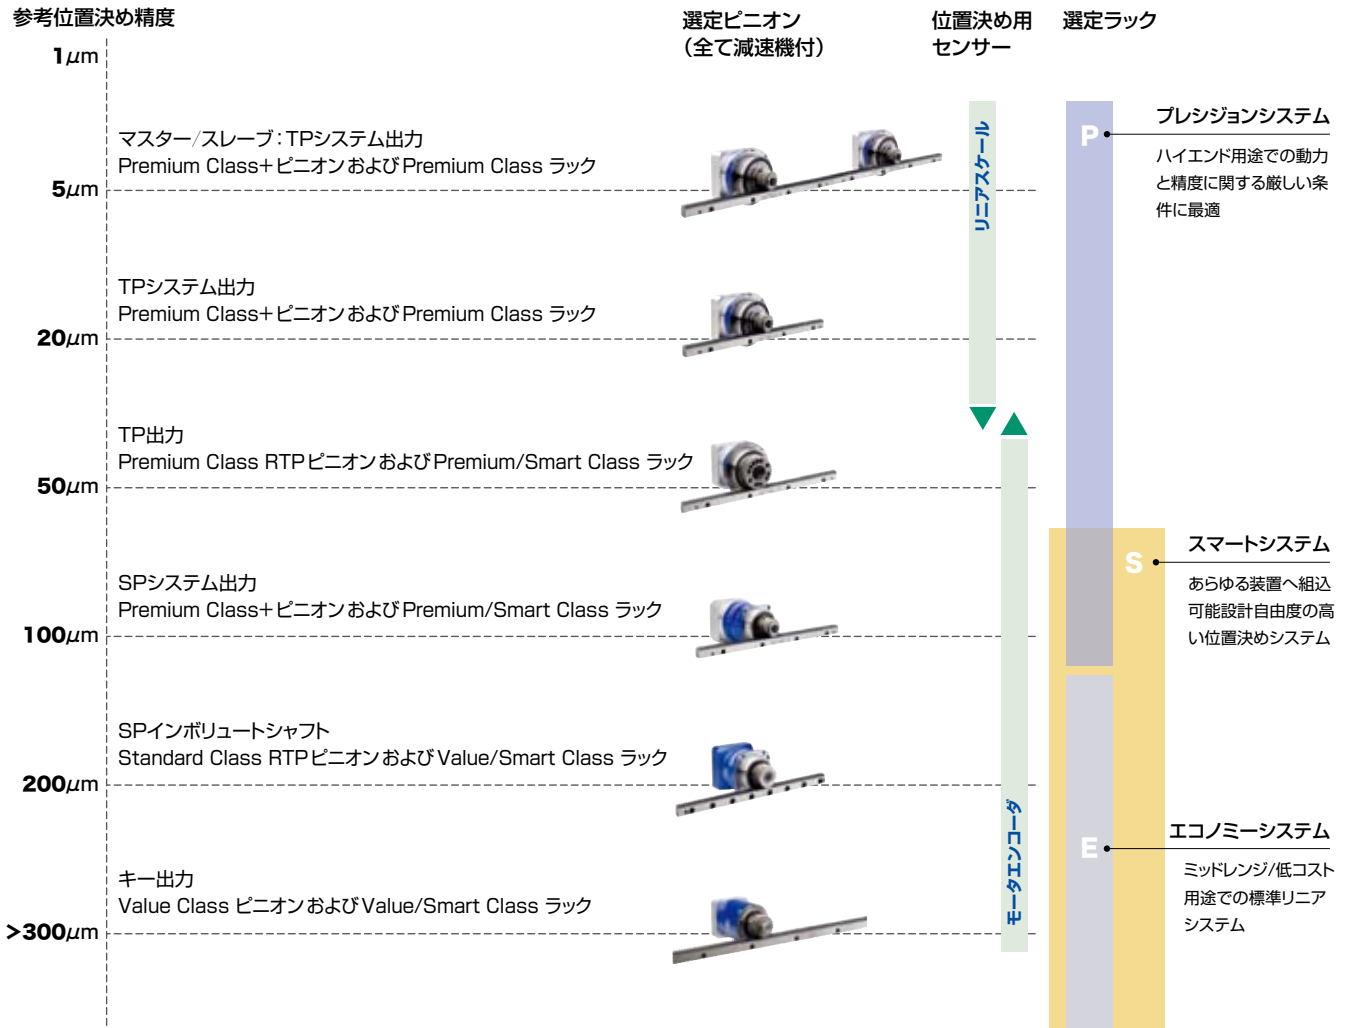 参考位置決め精度
選定ピニオン
（全て減速機付）
位置決め用
センサー
選定ラック
1μm
マスター/スレーブ：TPシステム出力
Premium Class+ピニオンおよびPremium Class ラック
5μm
TPシステム出力
Premium Class+ピニオンおよびPremium Class ラック
20μm
TP出力
Premium Class RTPピニオンおよびPremium/Smart Class ラック
50μm
SPシステム出力
Premium Class+ピニオンおよびPremium/Smart Class ラック
100μm
SPインボリュートシャフト
Standard Class RTPピニオンおよびValue/Smart Class ラック
200μm
キー出力
Value Class ピニオンおよびValue/Smart Class ラック
>300μm
リニアスケール
モータエンコーダ
P
プレシジョンシステム
ハイエンド用途での動力
と精度に関する厳しい条
件に最適
S
スマートシステム
あらゆる装置へ組込
可能設計自由度の高
い位置決めシステム
E
エコノミーシステム
ミッドレンジ/低コスト
用途での標準リニア
システム